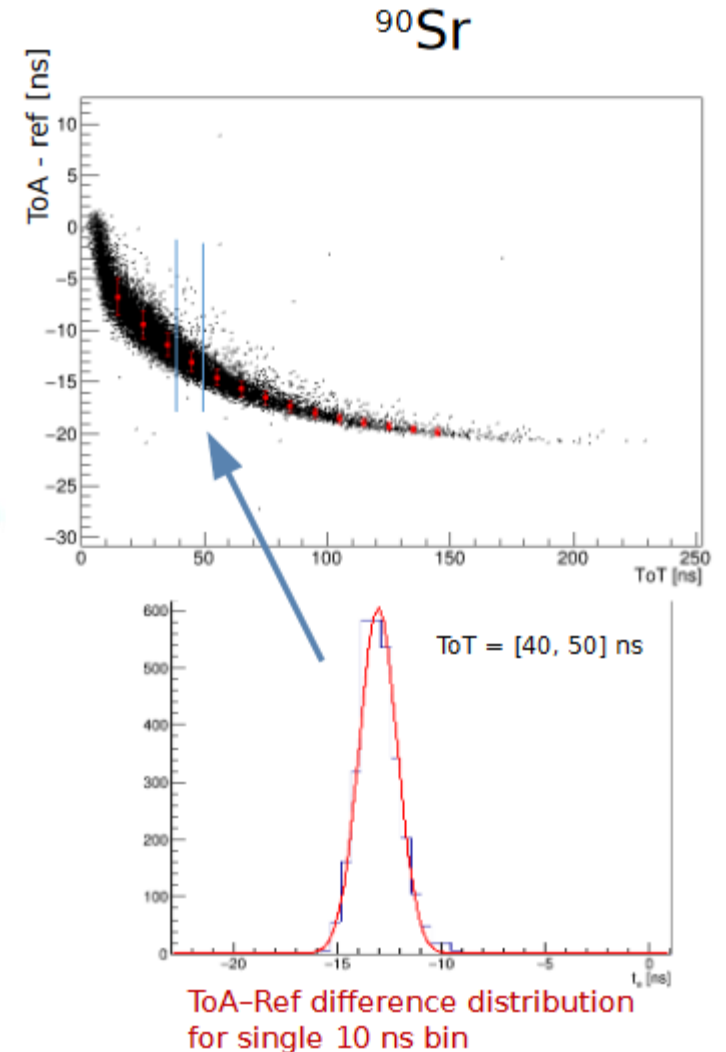 ⁹⁰Sr
ToA - ref [ns]
10
5
0
−5
−10
−15
−20
−25
−30
0 50 100 150 200 250
ToT [ns]
600
500
400
300
200
100
0
ToT = [40, 50] ns
−20 −15 −10 −5 0
[ns]
ToA–Ref difference distribution
for single 10 ns bin